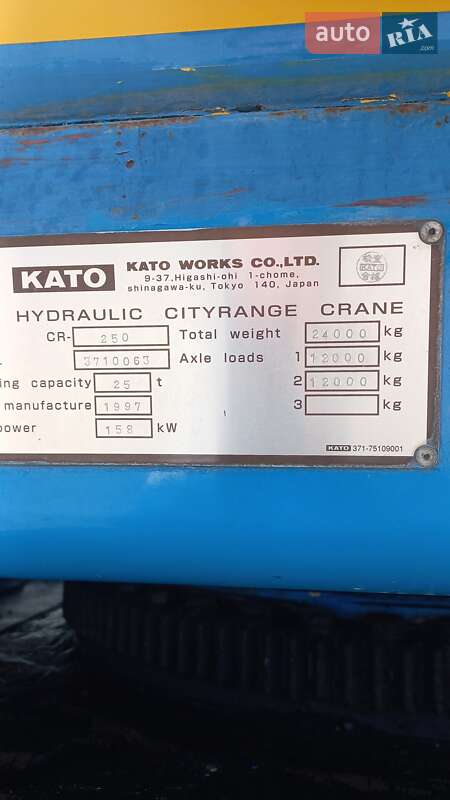 auto RIA .com
KATO
KATO WORKS CO.,LTD.
9-37,Higashi-ohi 1-chome,
shinagawa-ku, Tokyo 140, Japan
KATO
HYDRAULIC CITYRANGE CRANE
CR- 250 Total weight 24000 kg
3710063 Axle loads 1 12000 kg
ing capacity 25 t 2 12000 kg
manufacture 1997 3 kg
power 158 kW
KATO 371-75109001